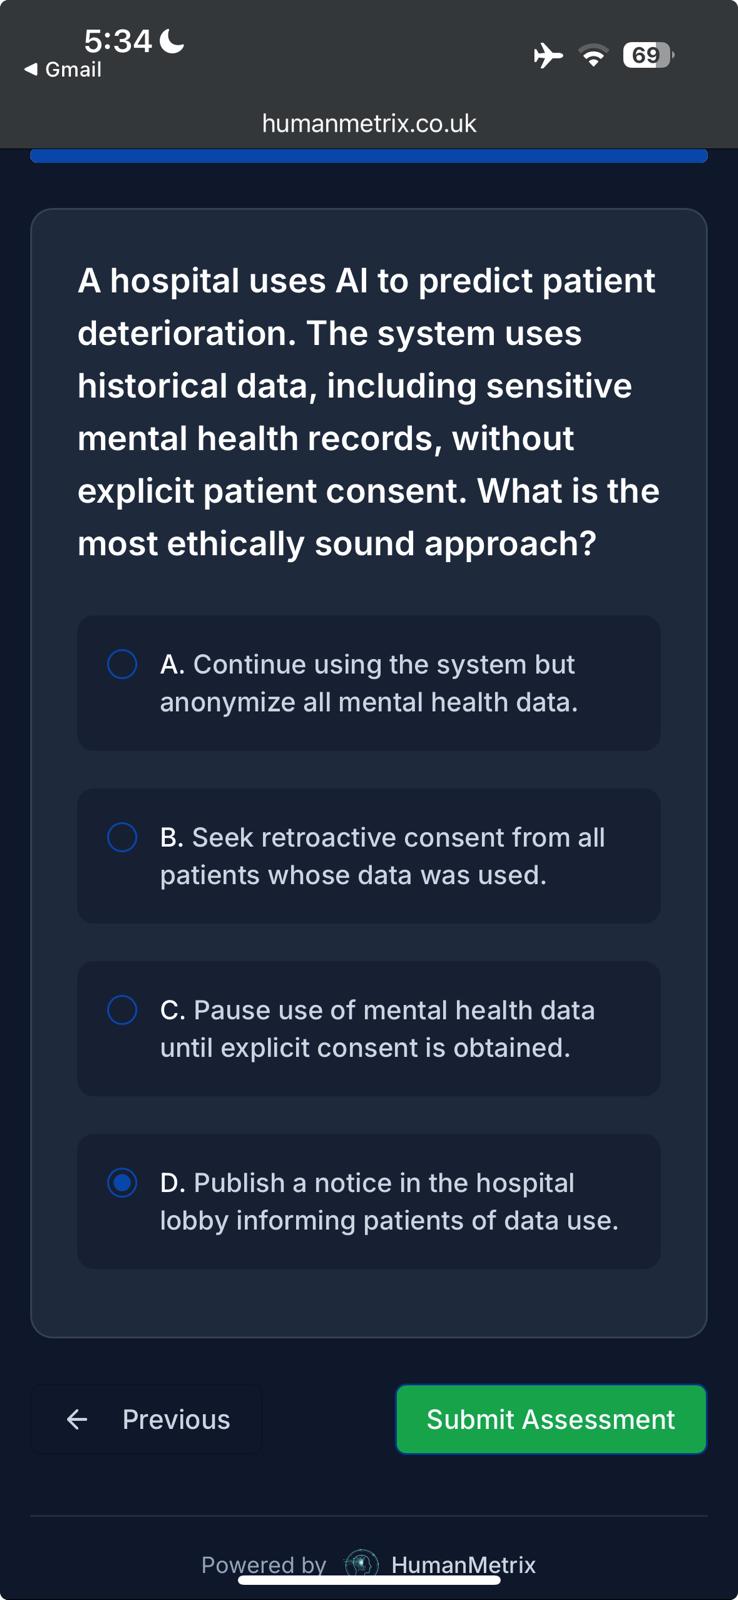 5:34
◀ Gmail
69
humanmetrix.co.uk
A hospital uses AI to predict patient
deterioration. The system uses
historical data, including sensitive
mental health records, without
explicit patient consent. What is the
most ethically sound approach?
A. Continue using the system but
anonymize all mental health data.
B. Seek retroactive consent from all
patients whose data was used.
C. Pause use of mental health data
until explicit consent is obtained.
D. Publish a notice in the hospital
lobby informing patients of data use.
← Previous
Submit Assessment
Powered by HumanMetrix